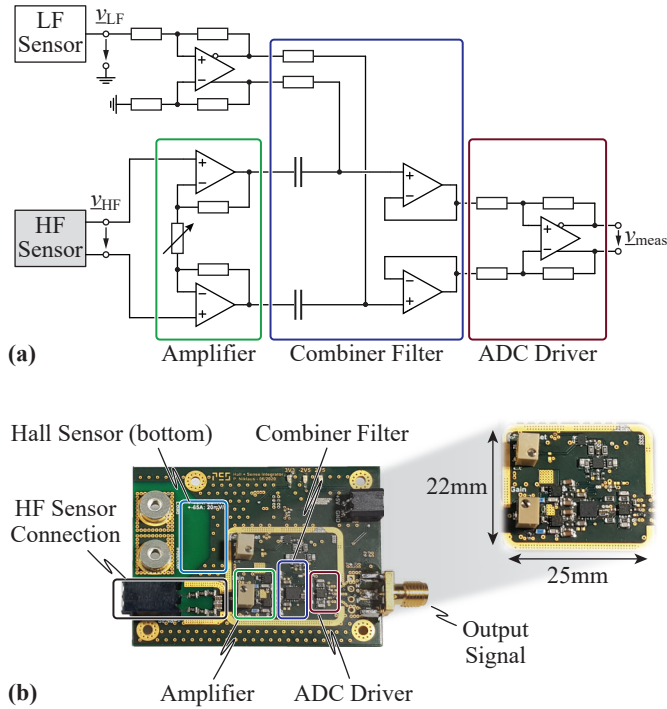 LF
Sensor
v_LF
HF
Sensor
v_HF
v_meas
(a)
Amplifier
Combiner Filter
ADC Driver
Hall Sensor (bottom)
Combiner Filter
HF Sensor
Connection
22mm
25mm
Gain
Output
Signal
Amplifier
ADC Driver
(b)